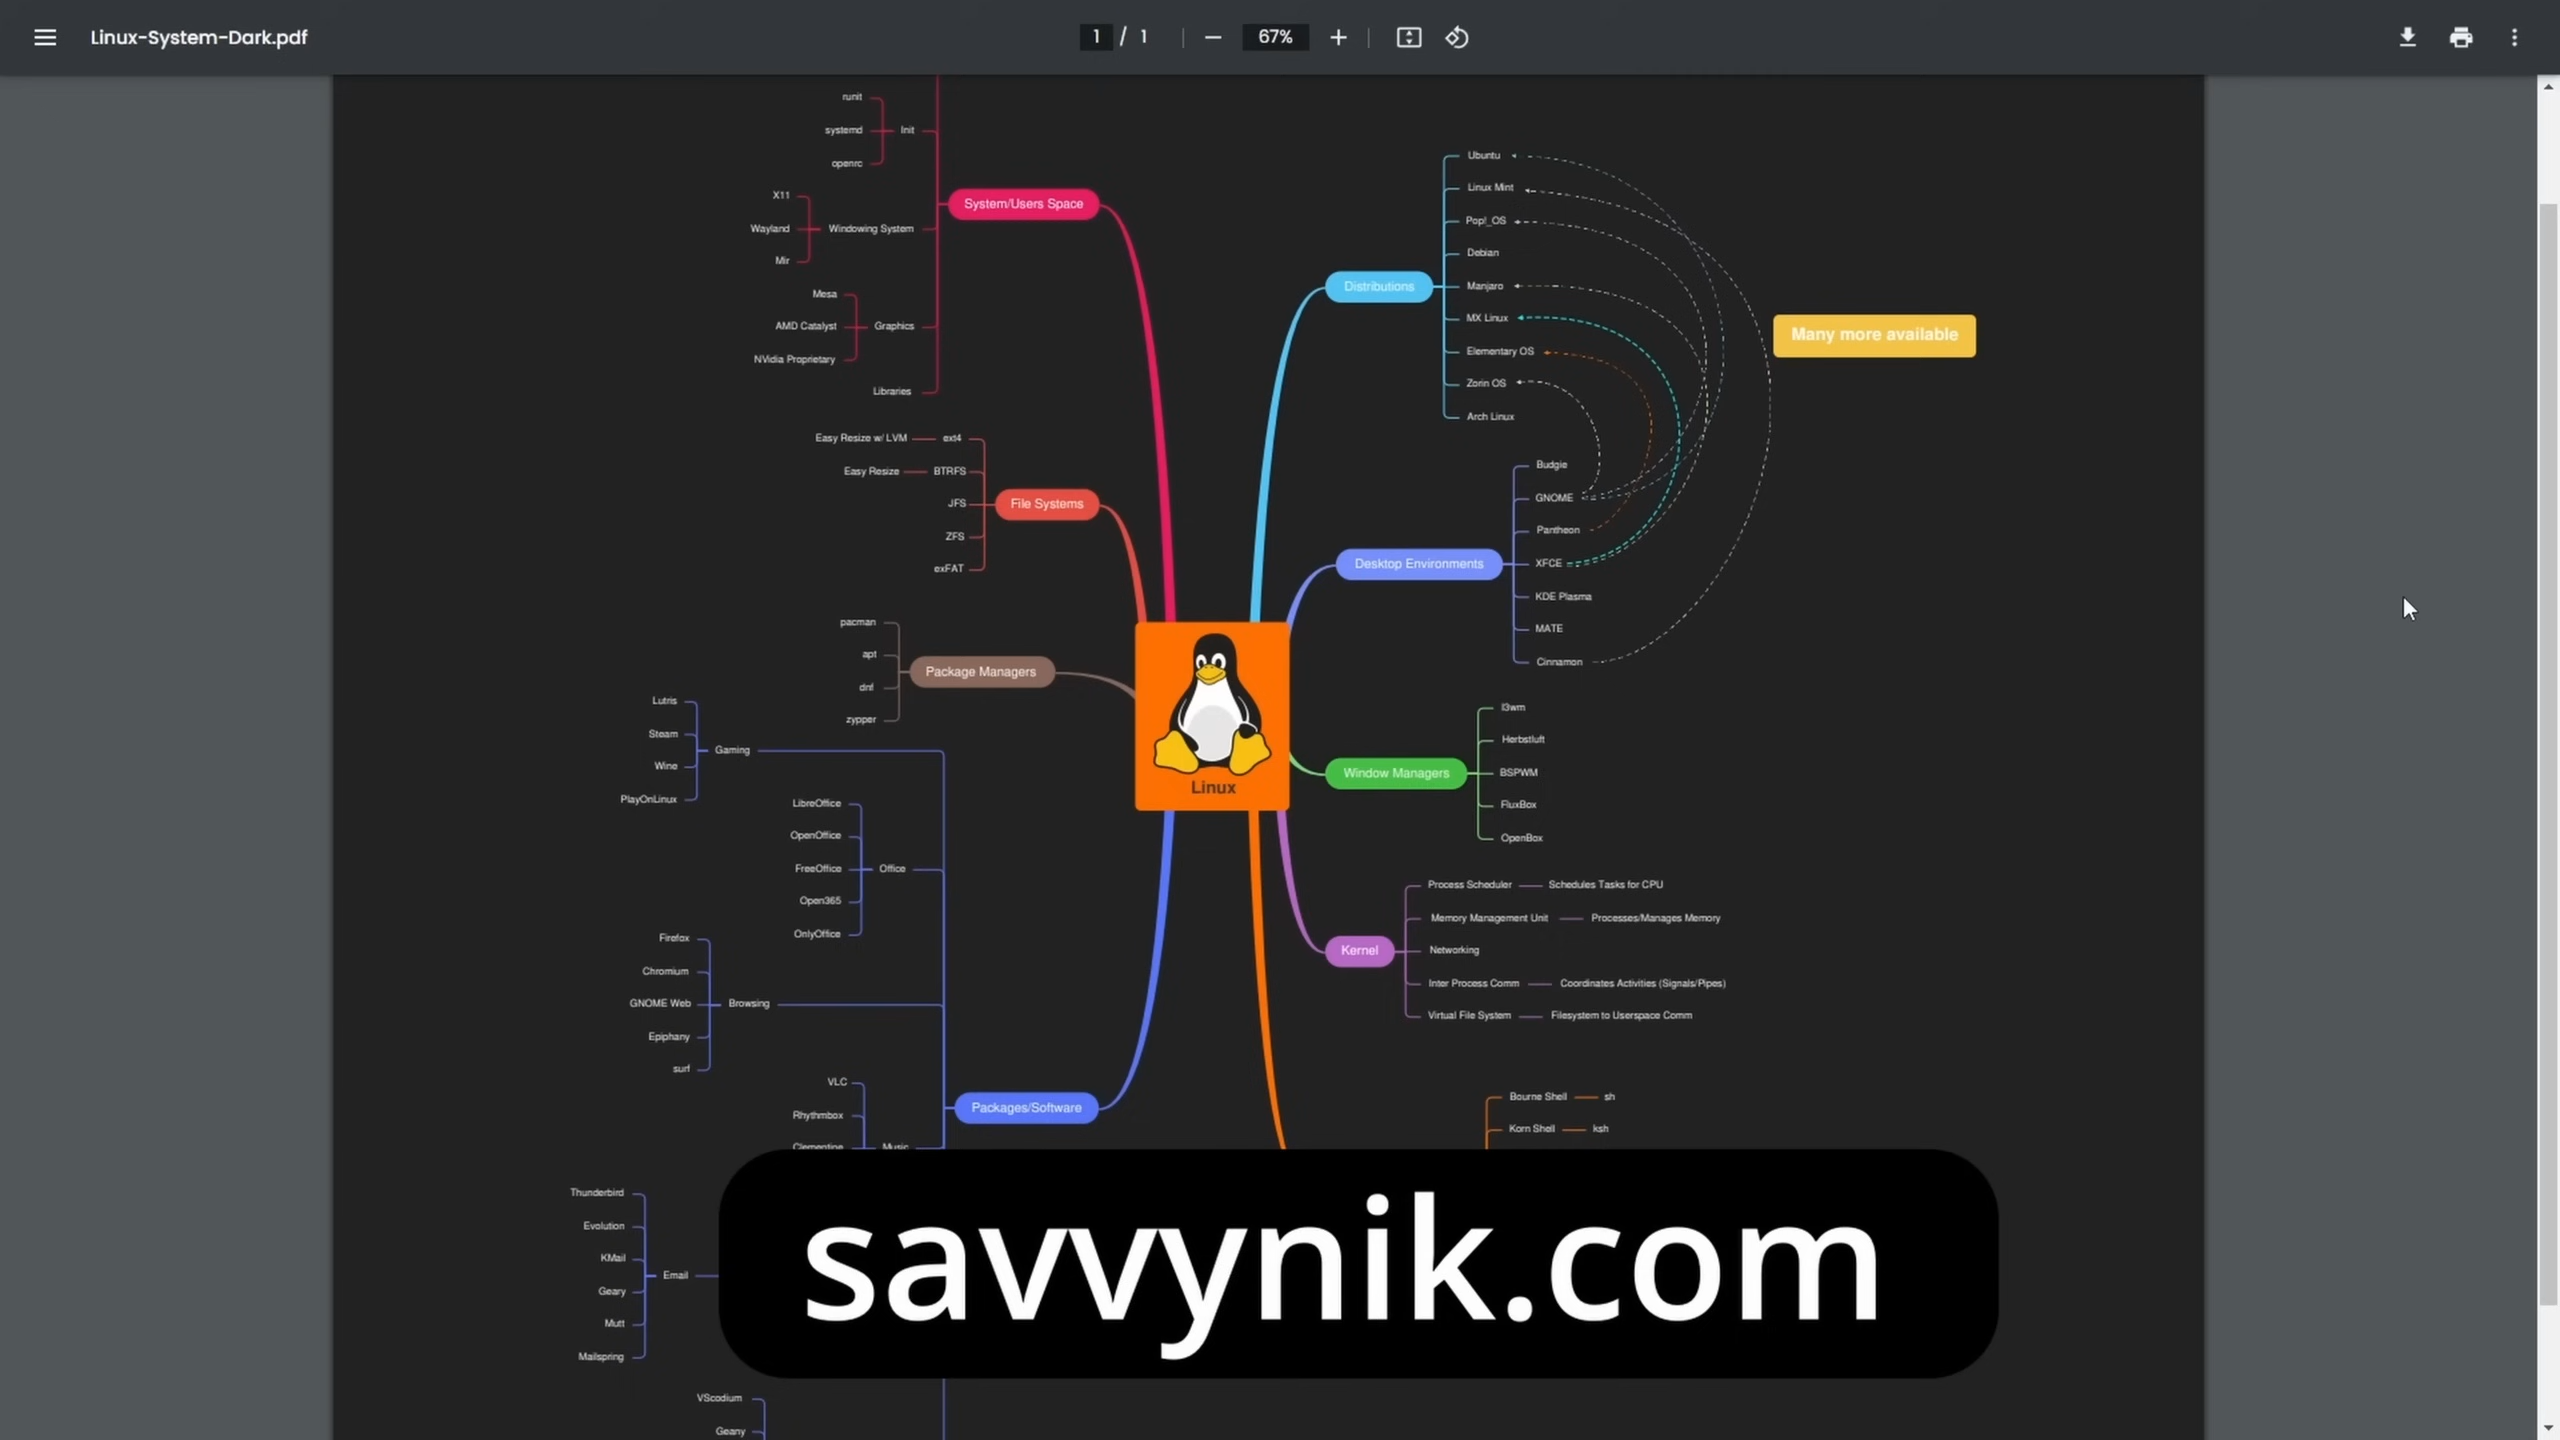 Linux-System-Dark.pdf
1 / 1
67%
runit
systemd
openrc
Init
X11
Wayland
Mir
Windowing System
Mesa
AMD Catalyst
NVidia Proprietary
Graphics
Libraries
System/Users Space
Easy Resize w/ LVM
ext4
Easy Resize
BTRFS
JFS
ZFS
exFAT
File Systems
pacman
apt
dnf
zypper
Package Managers
Lutris
Steam
Wine
PlayOnLinux
Gaming
LibreOffice
OpenOffice
FreeOffice
Open365
OnlyOffice
Office
Firefox
Chromium
GNOME Web
Epiphany
surf
Browsing
VLC
Rhythmbox
Clementine
Music
Packages/Software
Thunderbird
Evolution
KMail
Geary
Mutt
Mailspring
Email
VScodium
Geany
Linux
Distributions
Ubuntu
Linux Mint
Pop!_OS
Debian
Manjaro
MX Linux
Elementary OS
Zorin OS
Arch Linux
Many more available
Desktop Environments
Budgie
GNOME
Pantheon
XFCE
KDE Plasma
MATE
Cinnamon
Window Managers
I3wm
Herbstluft
BSPWM
FluxBox
OpenBox
Kernel
Process Scheduler
Schedules Tasks for CPU
Memory Management Unit
Processes/Manages Memory
Networking
Inter Process Comm
Coordinates Activities (Signals/Pipes)
Virtual File System
Filesystem to Userspace Comm
Bourne Shell
sh
Korn Shell
ksh
savvynik.com